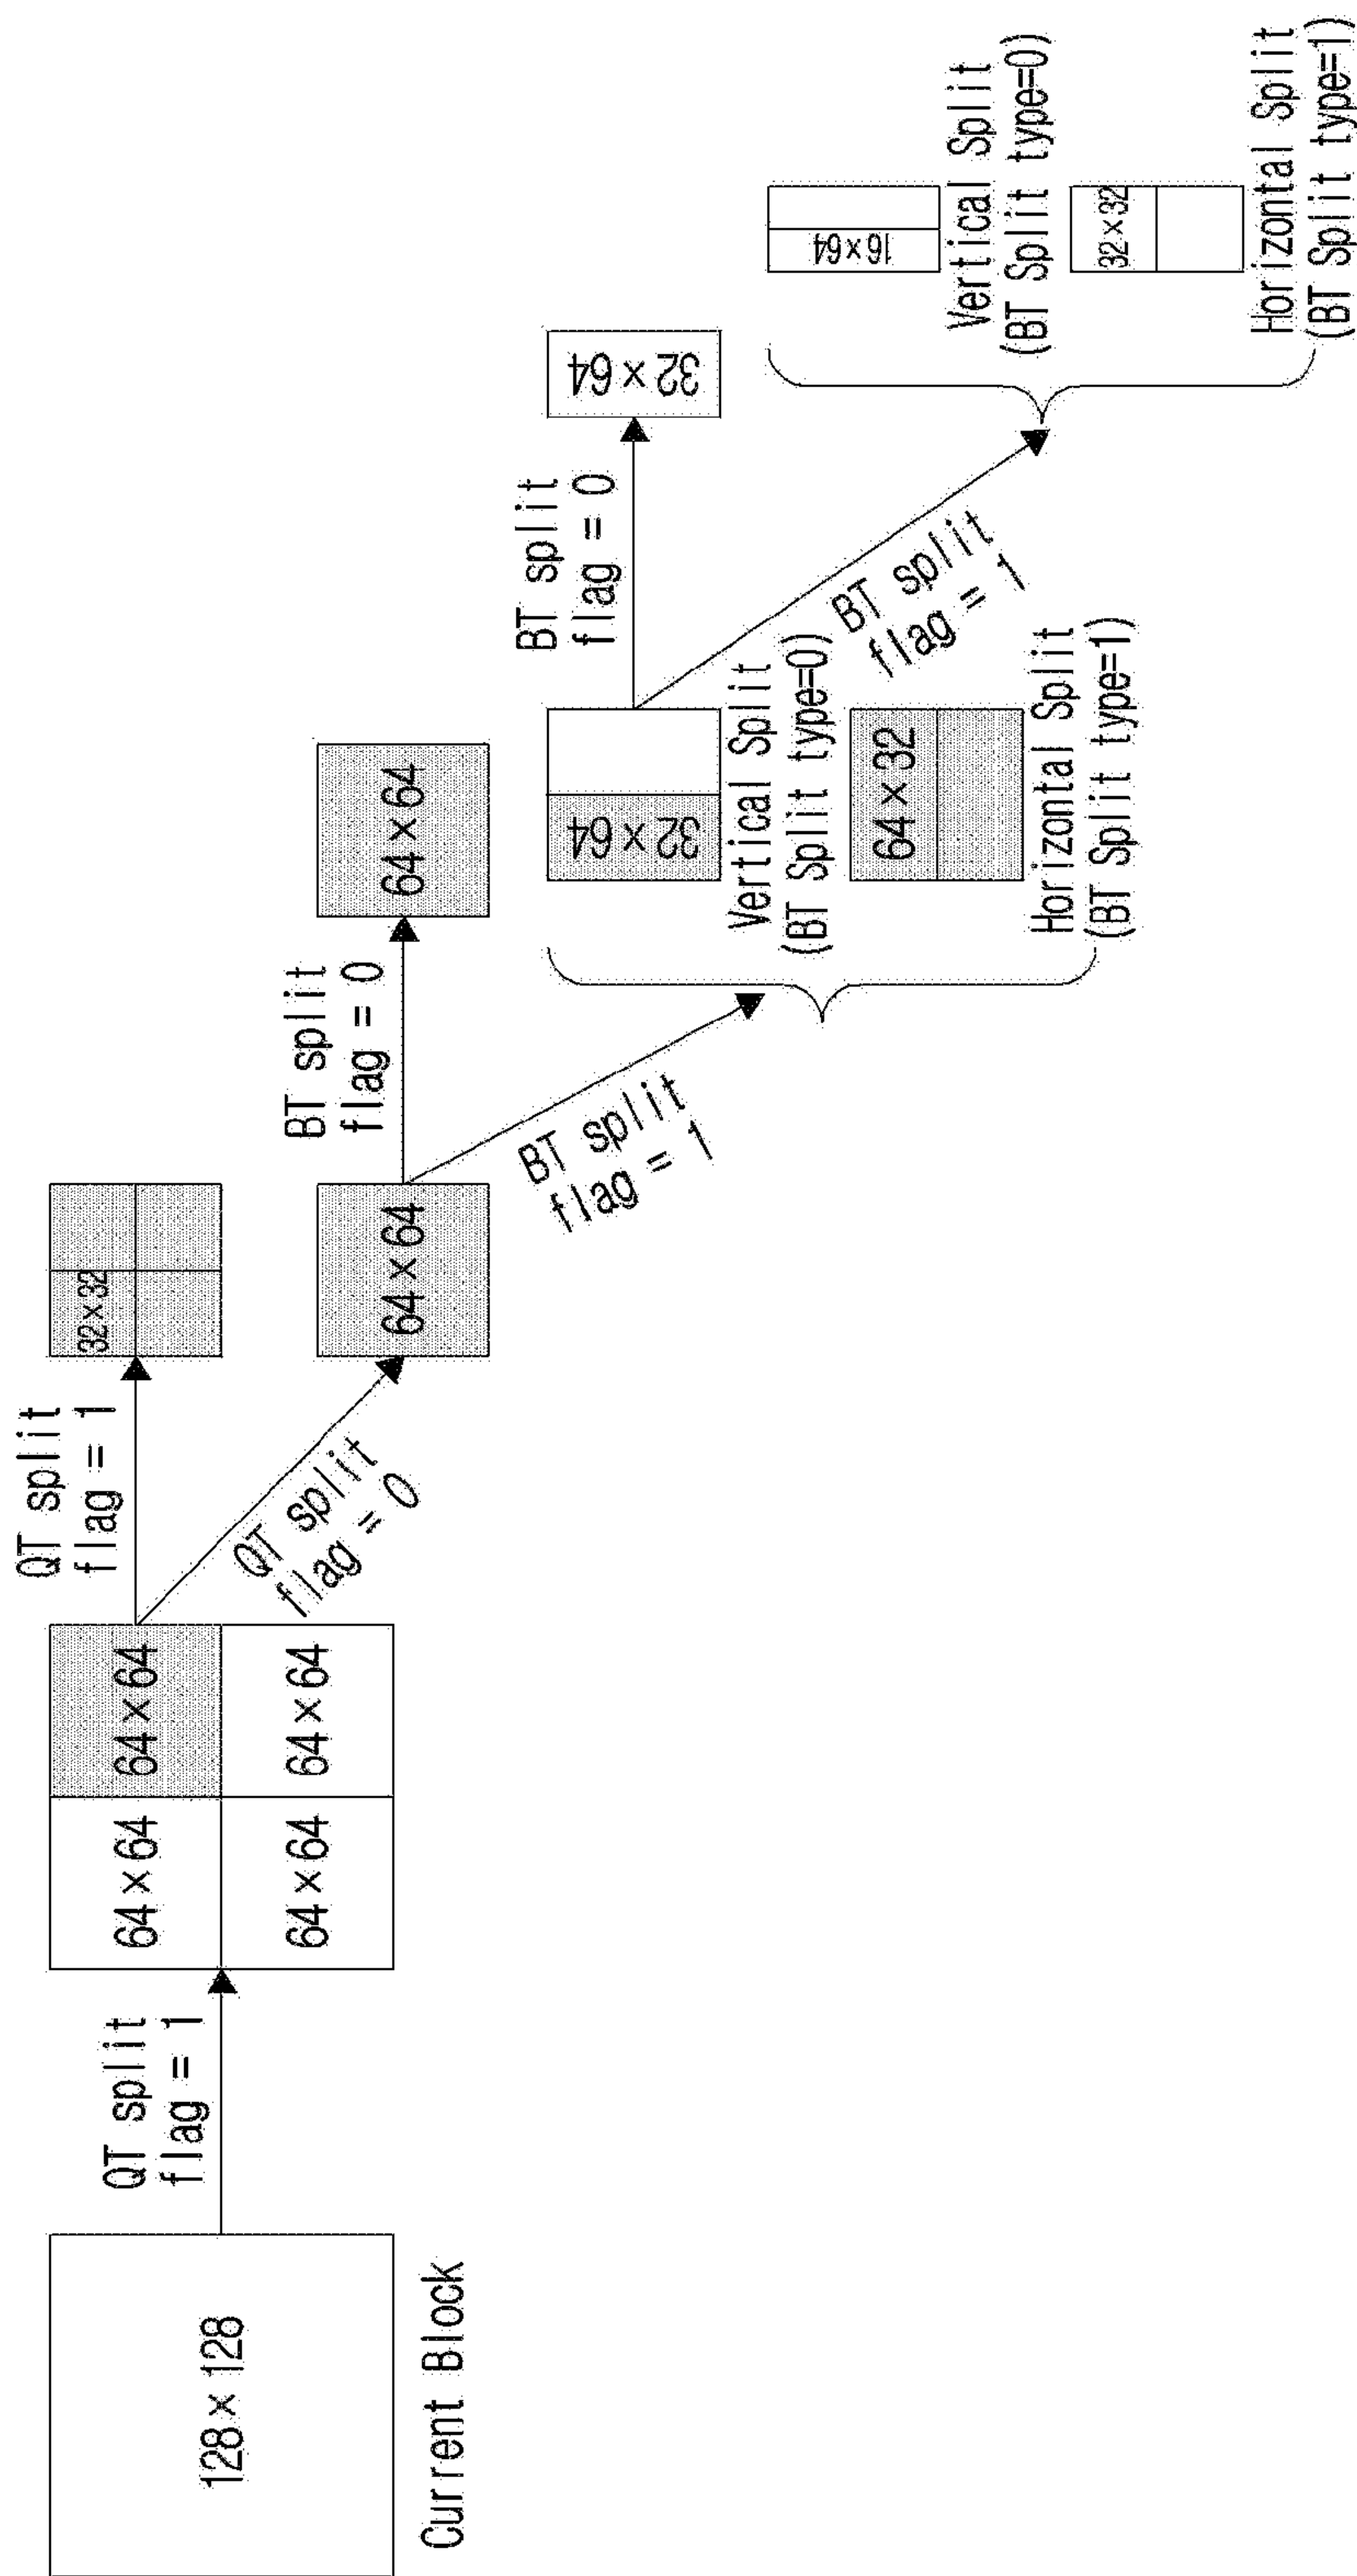 128×128
Current Block
QT split
flag = 1
64×64
64×64
64×64
64×64
QT split
flag = 1
32×32
QT split
flag = 0
64×64
BT split
flag = 0
64×64
BT split
flag = 1
32×64
Vertical Split
(BT Split type=0)
64×32
Horizontal Split
(BT Split type=1)
BT split
flag = 0
32×64
BT split
flag = 1
16×64
Vertical Split
(BT Split type=0)
32×32
Horizontal Split
(BT Split type=1)